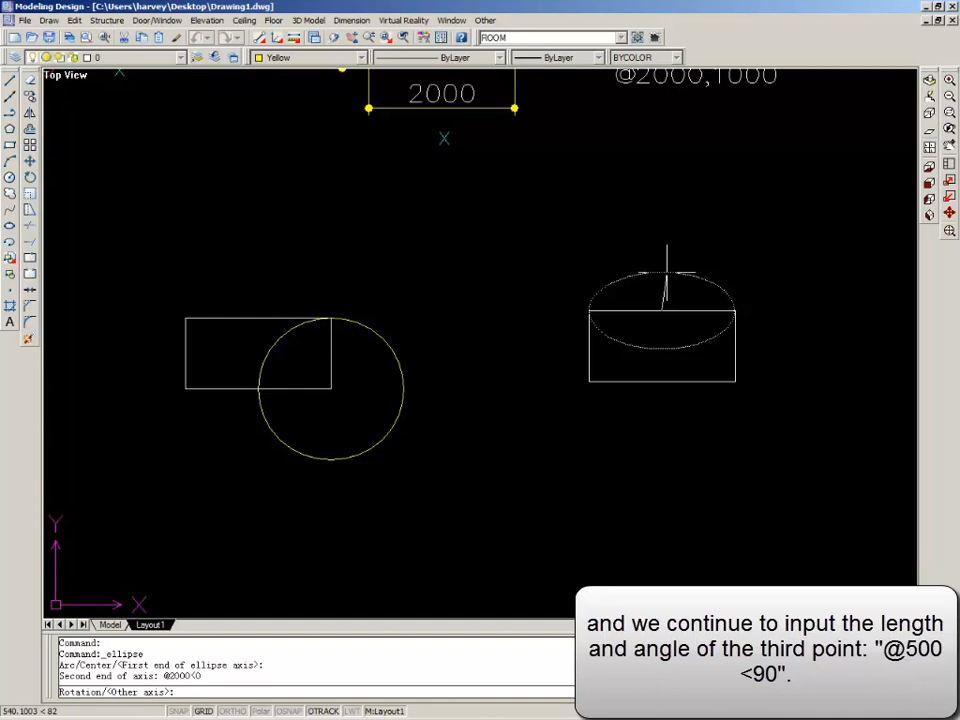 Modeling Design - [C:\Users\harvey\Desktop\Drawing1.dwg]
File Draw Edit Structure Door/Window Elevation Ceiling Floor 3D Model Dimension Virtual Reality Window Other
ROOM
0 Yellow ByLayer ByLayer BYCOLOR
Top View
X
2000
@2000,1000
X
Y
X
Model Layout1
Command:
Command:_ellipse
Arc/Center/<First end of ellipse axis>:
Second end of axis: @2000<0
Rotation/<Other axis>:
and we continue to input the length
and angle of the third point: "@500
<90".
540.1003 < 82 SNAP GRID ORTHO Polar OSNAP OTRACK LWT M:Layout1